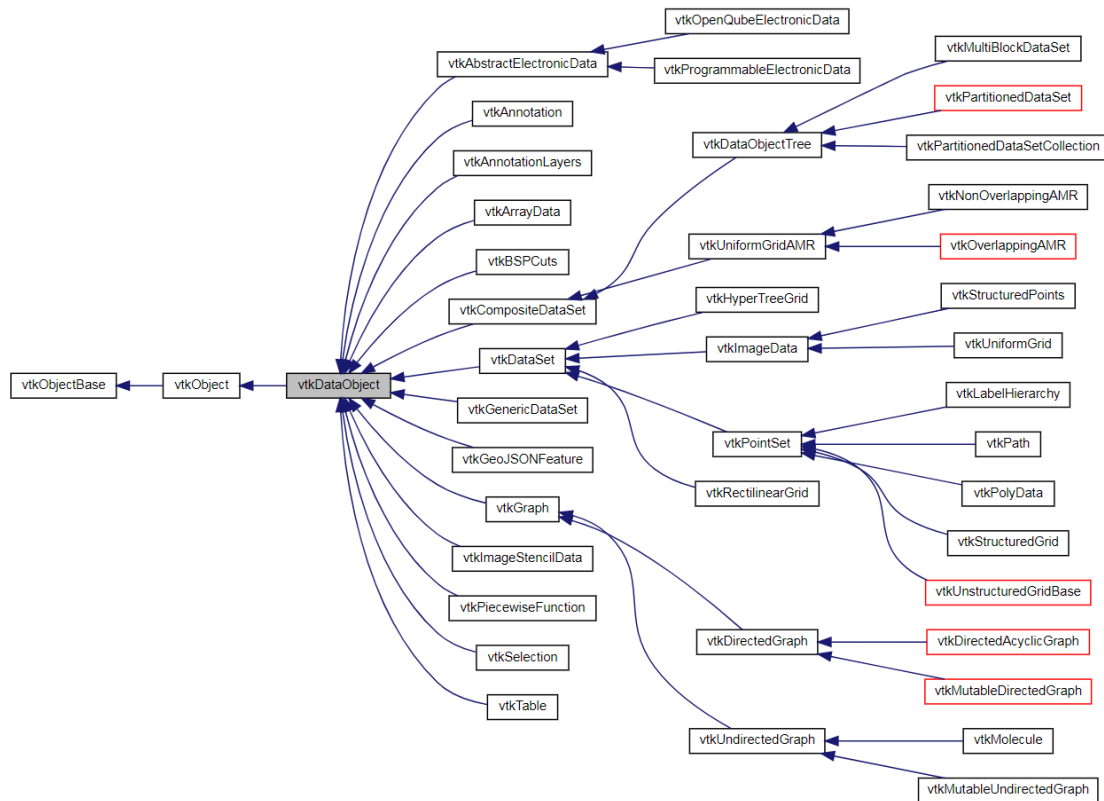 vtkOpenQubeElectronicData
vtkMultiBlockDataSet
vtkAbstractElectronicData
vtkProgrammableElectronicData
vtkPartitionedDataSet
vtkAnnotation
vtkDataObjectTree
vtkPartitionedDataSetCollection
vtkAnnotationLayers
vtkNonOverlappingAMR
vtkArrayData
vtkUniformGridAMR
vtkOverlappingAMR
vtkBSPCuts
vtkHyperTreeGrid
vtkStructuredPoints
vtkCompositeDataSet
vtkImageData
vtkUniformGrid
vtkDataSet
vtkObjectBase
vtkObject
vtkDataObject
vtkLabelHierarchy
vtkGenericDataSet
vtkPointSet
vtkPath
vtkGeoJSONFeature
vtkRectilinearGrid
vtkPolyData
vtkGraph
vtkStructuredGrid
vtkImageStencilData
vtkUnstructuredGridBase
vtkPiecewiseFunction
vtkDirectedGraph
vtkDirectedAcyclicGraph
vtkSelection
vtkMutableDirectedGraph
vtkTable
vtkUndirectedGraph
vtkMolecule
vtkMutableUndirectedGraph